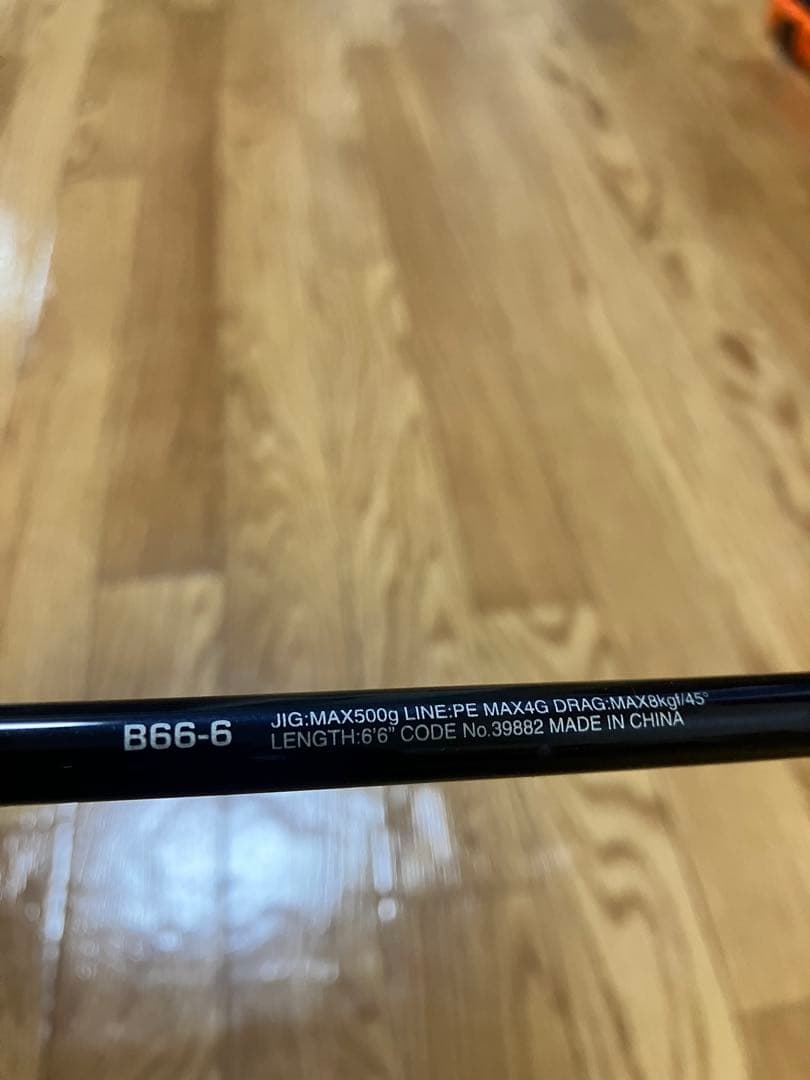 B66-6
JIG:MAX500g LINE:PE MAX4G DRAG:MAX8kgf/45°
LENGTH:6'6" CODE No.39882 MADE IN CHINA